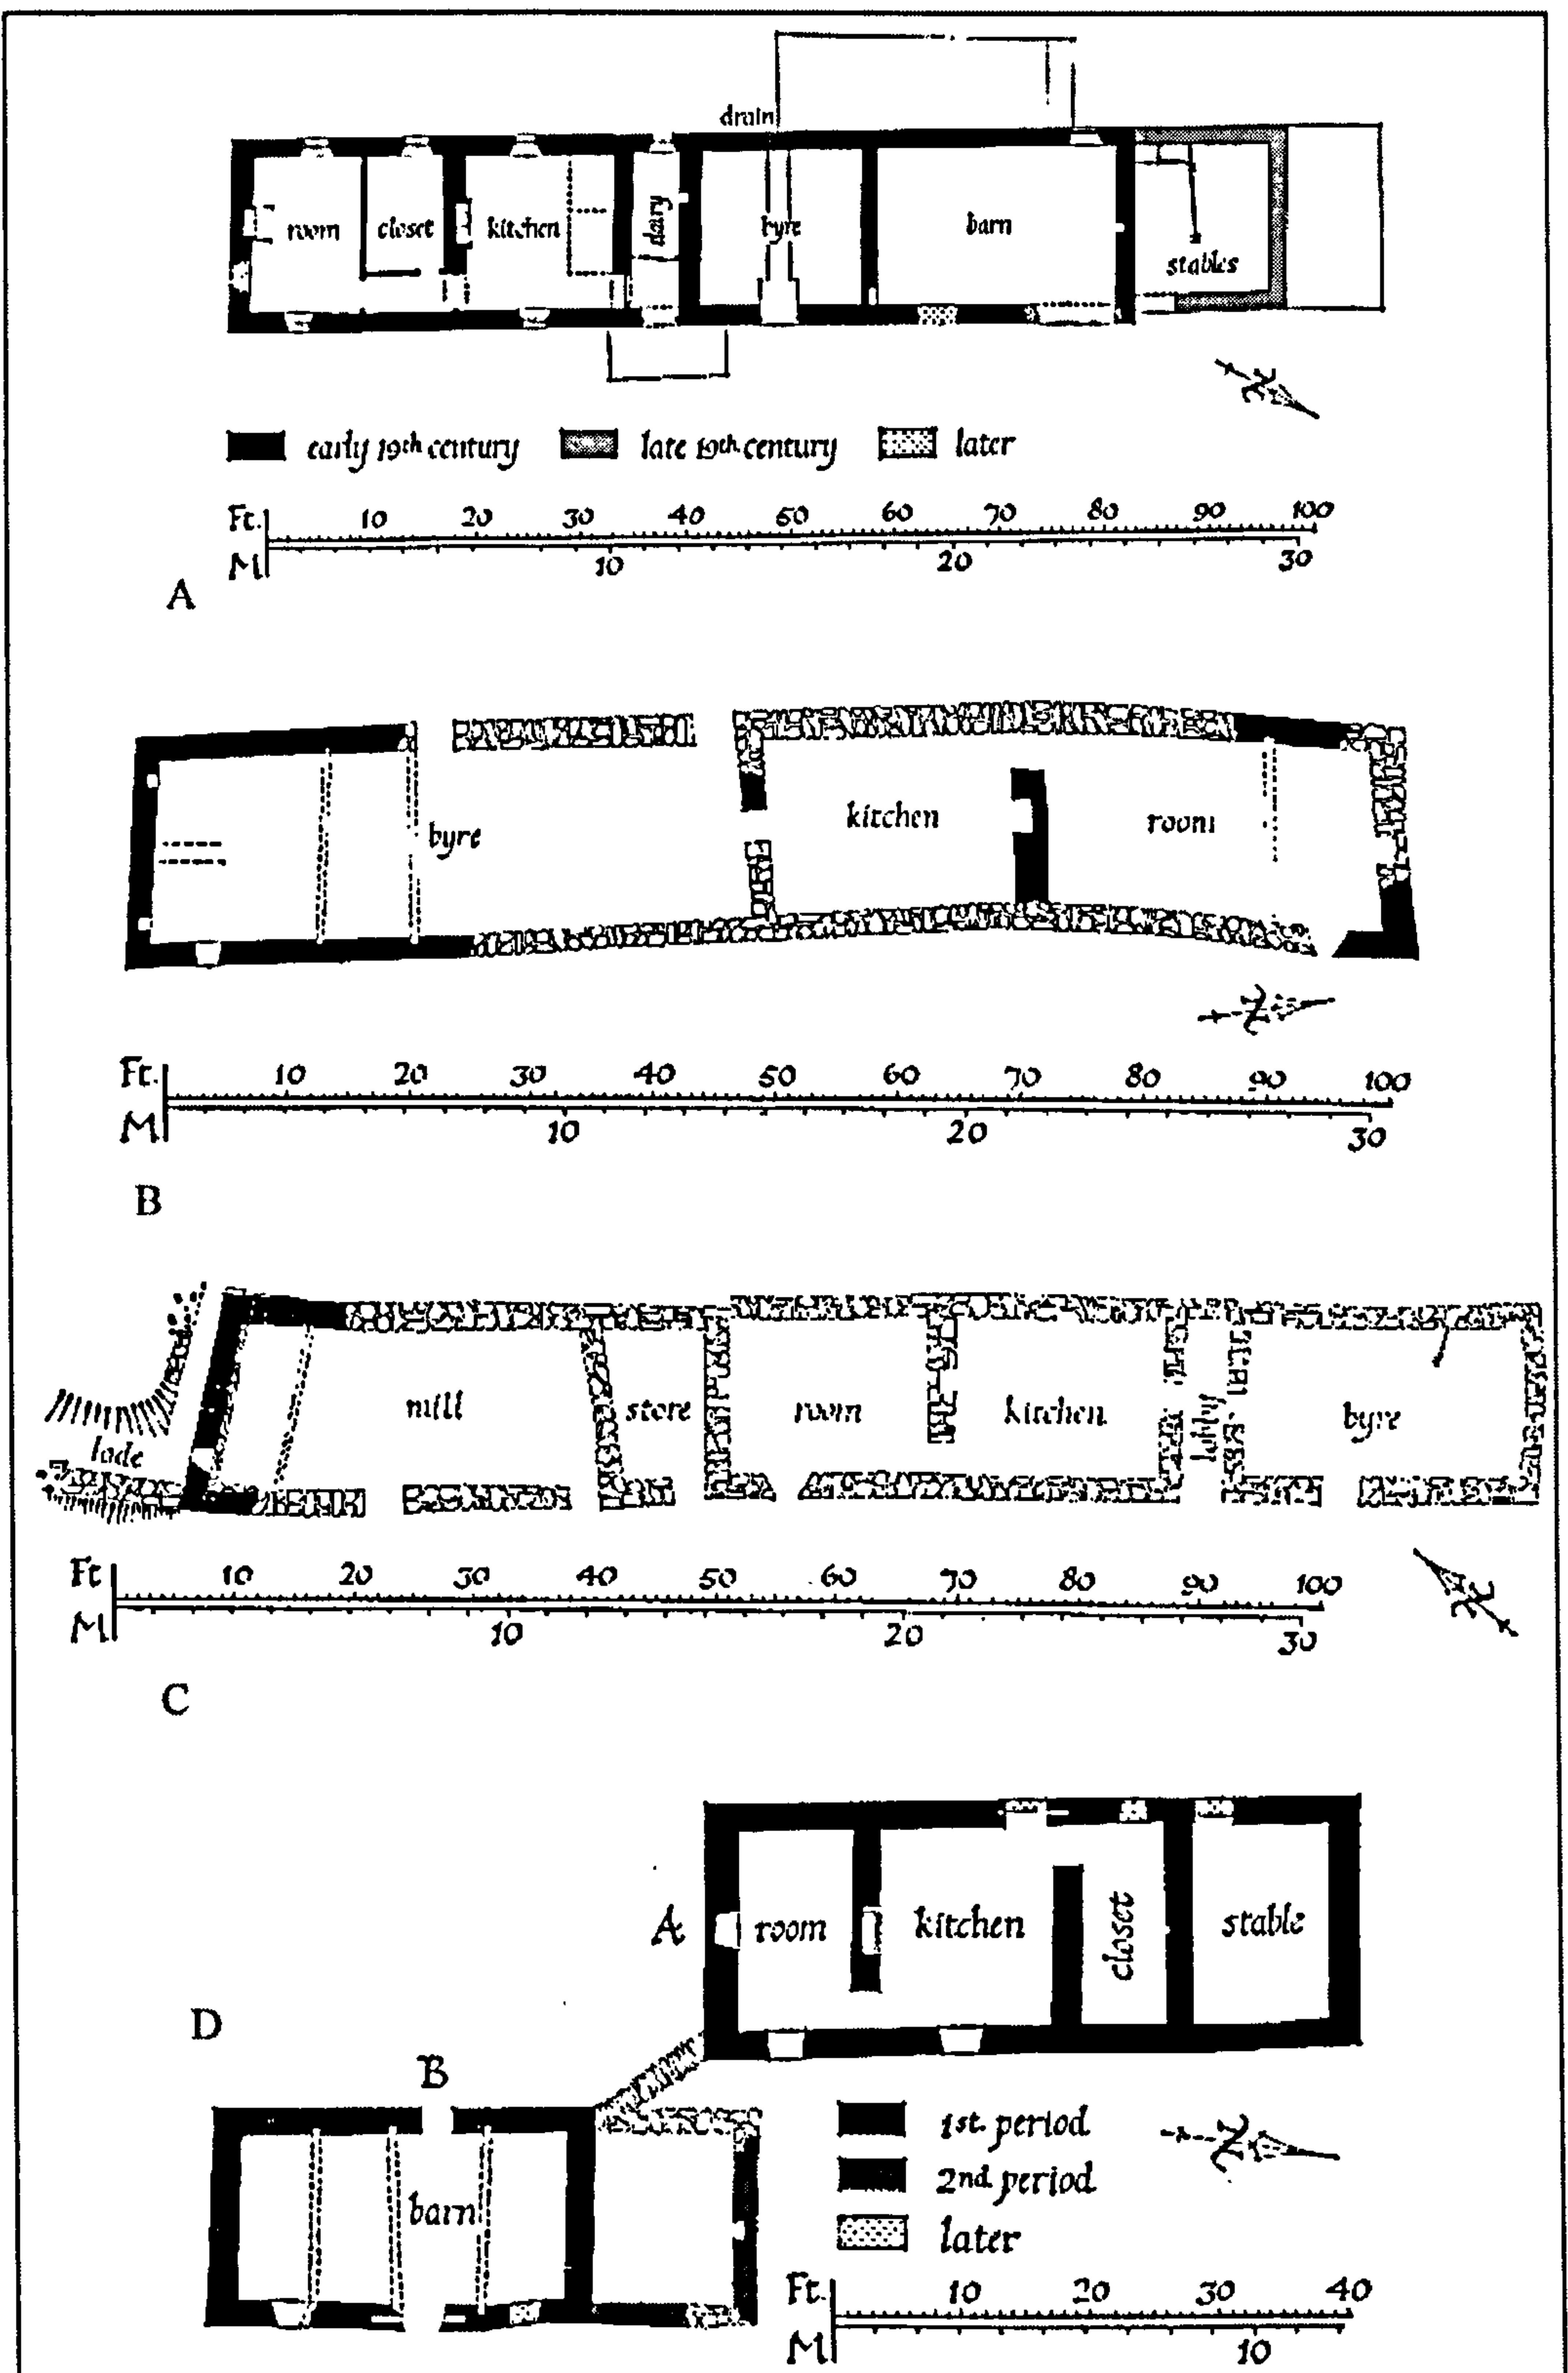 drain
room closet kitchen dairy byre barn stables
N
early 19th century late 19th century later
Ft. 10 20 30 40 50 60 70 80 90 100
M 10 20 30
A
byre kitchen room
N
Ft. 10 20 30 40 50 60 70 80 90 100
M 10 20 30
B
lade mill store room kitchen lobby byre
Ft 10 20 30 40 50 60 70 80 90 100
M 10 20 30
N
C
A room kitchen closet stable
D
B
barn
1st. period
2nd. period
later
N
Ft. 10 20 30 40
M 10